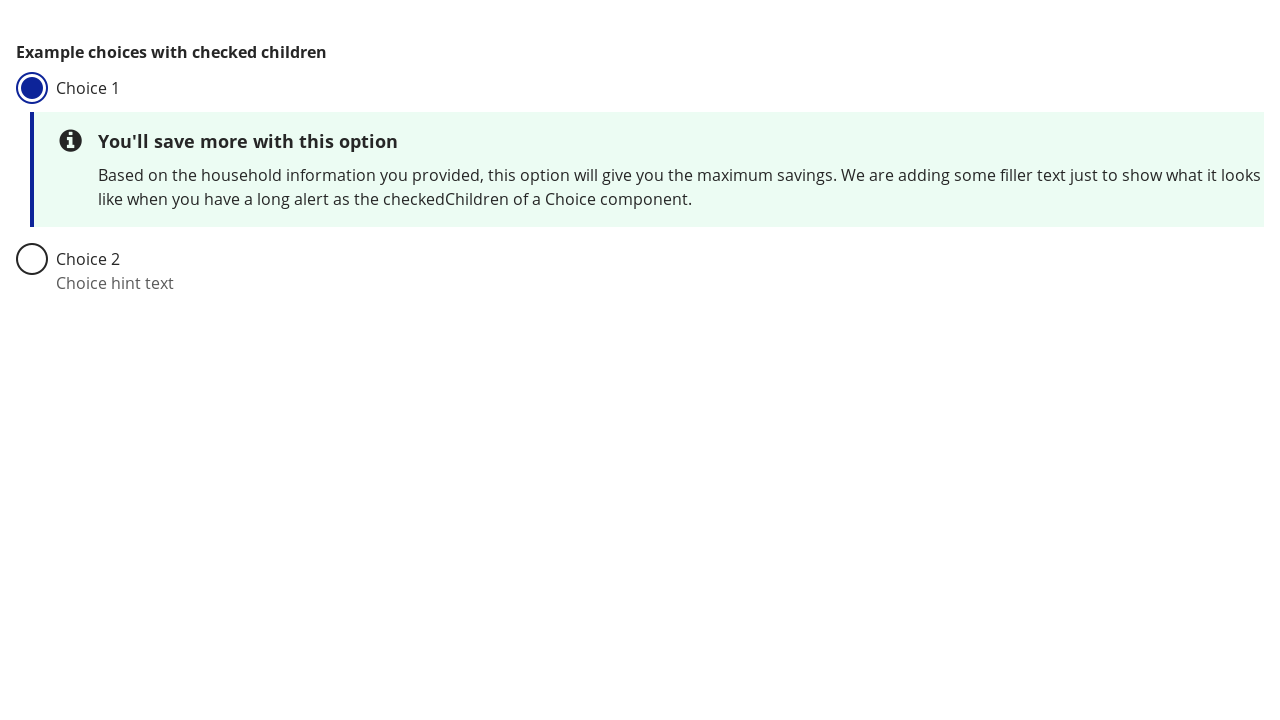 Example choices with checked children
Choice 1
You'll save more with this option
Based on the household information you provided, this option will give you the maximum savings. We are adding some filler text just to show what it looks
like when you have a long alert as the checkedChildren of a Choice component.
Choice 2
Choice hint text